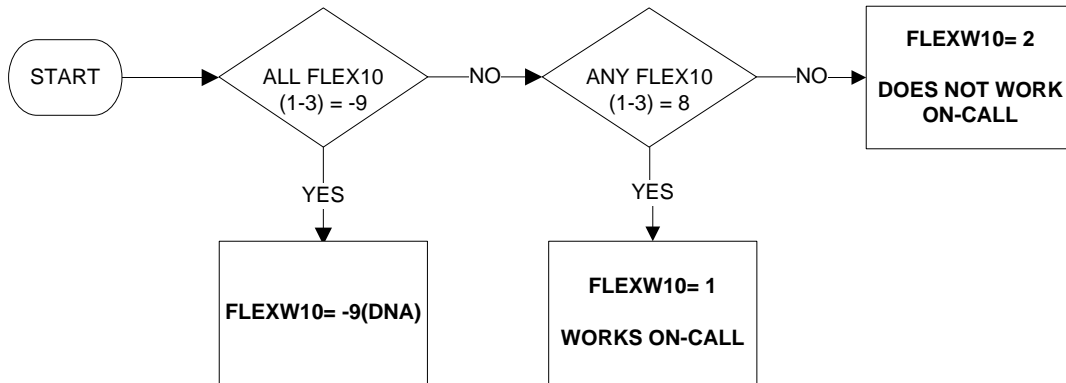 START
ALL FLEX10
(1-3) = -9
NO
ANY FLEX10
(1-3) = 8
NO
FLEXW10= 2
DOES NOT WORK
ON-CALL
YES
YES
FLEXW10= -9(DNA)
FLEXW10= 1
WORKS ON-CALL